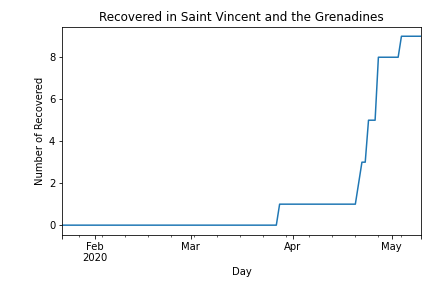 Recovered in Saint Vincent and the Grenadines
Number of Recovered
8
6
4
2
0
Feb
2020
Mar
Apr
May
Day